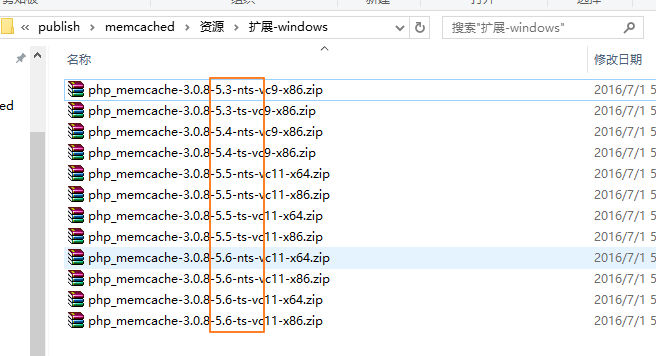 组织
publish › memcached › 资源 › 扩展-windows
搜索"扩展-windows"
名称
修改日期
php_memcache-3.0.8-5.3-nts-vc9-x86.zip
2016/7/1 5
php_memcache-3.0.8-5.3-ts-vc9-x86.zip
2016/7/1 5
php_memcache-3.0.8-5.4-nts-vc9-x86.zip
2016/7/1 5
php_memcache-3.0.8-5.4-ts-vc9-x86.zip
2016/7/1 5
php_memcache-3.0.8-5.5-nts-vc11-x64.zip
2016/7/1 5
php_memcache-3.0.8-5.5-nts-vc11-x86.zip
2016/7/1 5
php_memcache-3.0.8-5.5-ts-vc11-x64.zip
2016/7/1 5
php_memcache-3.0.8-5.5-ts-vc11-x86.zip
2016/7/1 5
php_memcache-3.0.8-5.6-nts-vc11-x64.zip
2016/7/1 5
php_memcache-3.0.8-5.6-nts-vc11-x86.zip
2016/7/1 5
php_memcache-3.0.8-5.6-ts-vc11-x64.zip
2016/7/1 5
php_memcache-3.0.8-5.6-ts-vc11-x86.zip
2016/7/1 5
ed